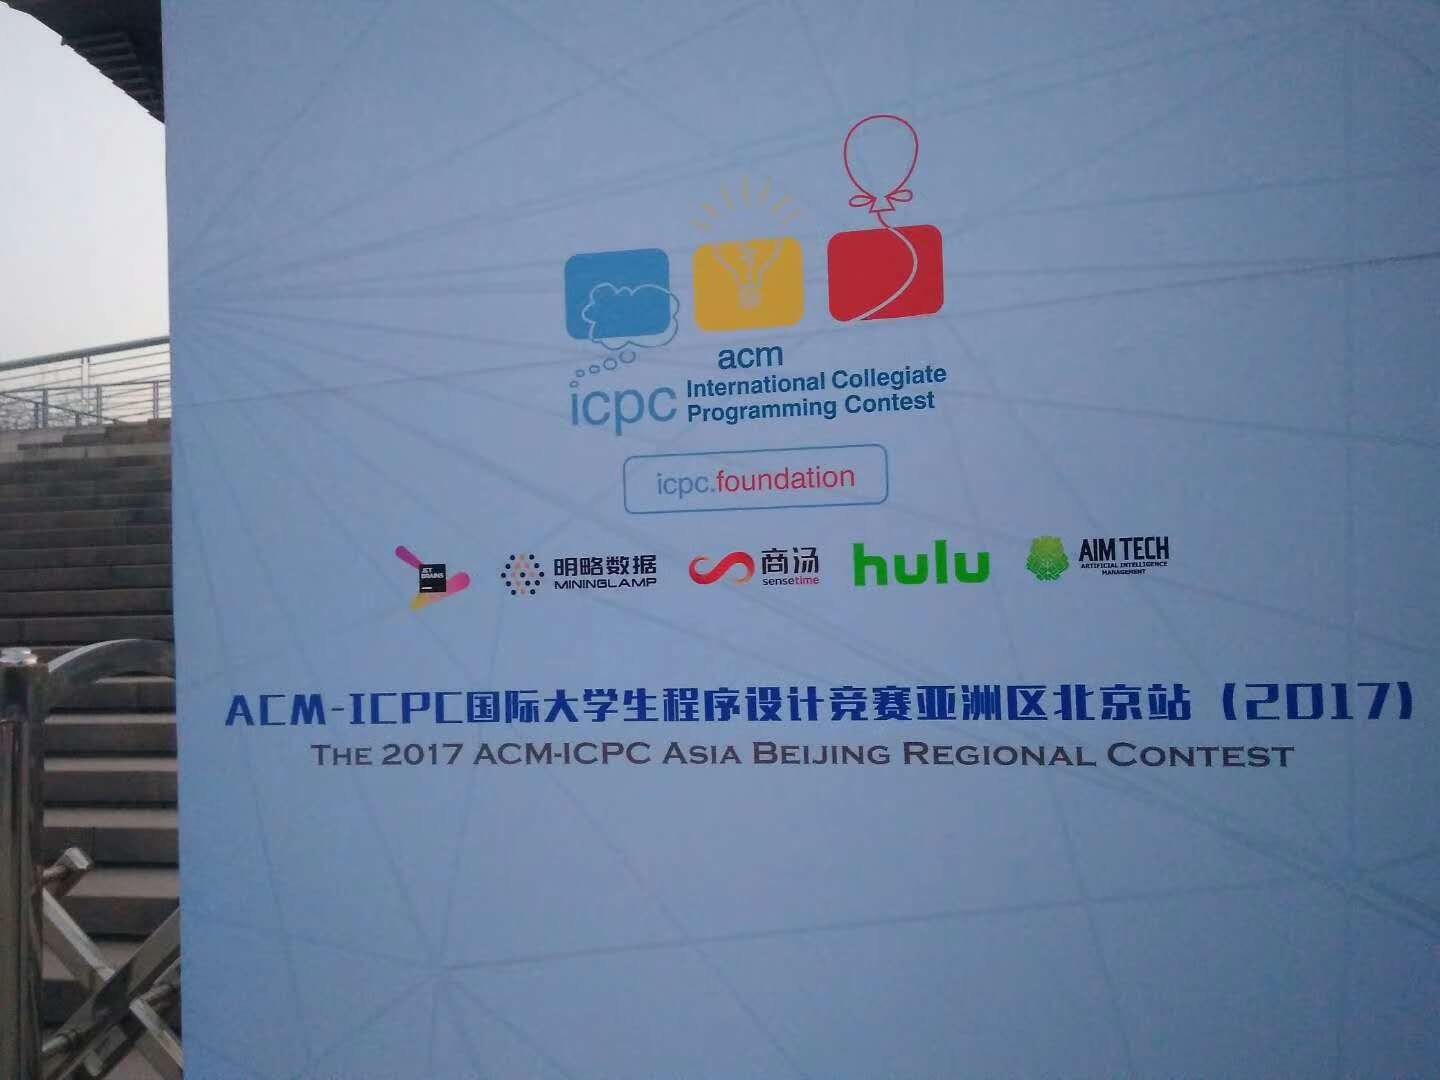 acm
icpc International Collegiate
Programming Contest
icpc.foundation
JET
BRAINS
明略数据
MININGLAMP
商汤
sensetime
hulu
AIM TECH
ARTIFICIAL INTELLIGENCE
MANAGEMENT
ACM-ICPC国际大学生程序设计竞赛亚洲区北京站（2017）
THE 2017 ACM-ICPC ASIA BEIJING REGIONAL CONTEST